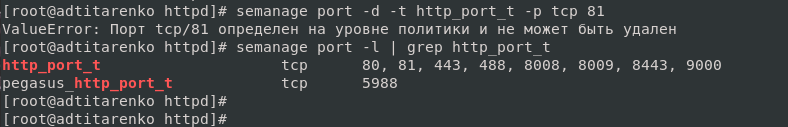 [root@adtitarenko httpd]# semanage port -d -t http_port_t -p tcp 81
ValueError: Порт tcp/81 определен на уровне политики и не может быть удален
[root@adtitarenko httpd]# semanage port -l | grep http_port_t
http_port_t                    tcp      80, 81, 443, 488, 8008, 8009, 8443, 9000
pegasus_http_port_t            tcp      5988
[root@adtitarenko httpd]#
[root@adtitarenko httpd]#